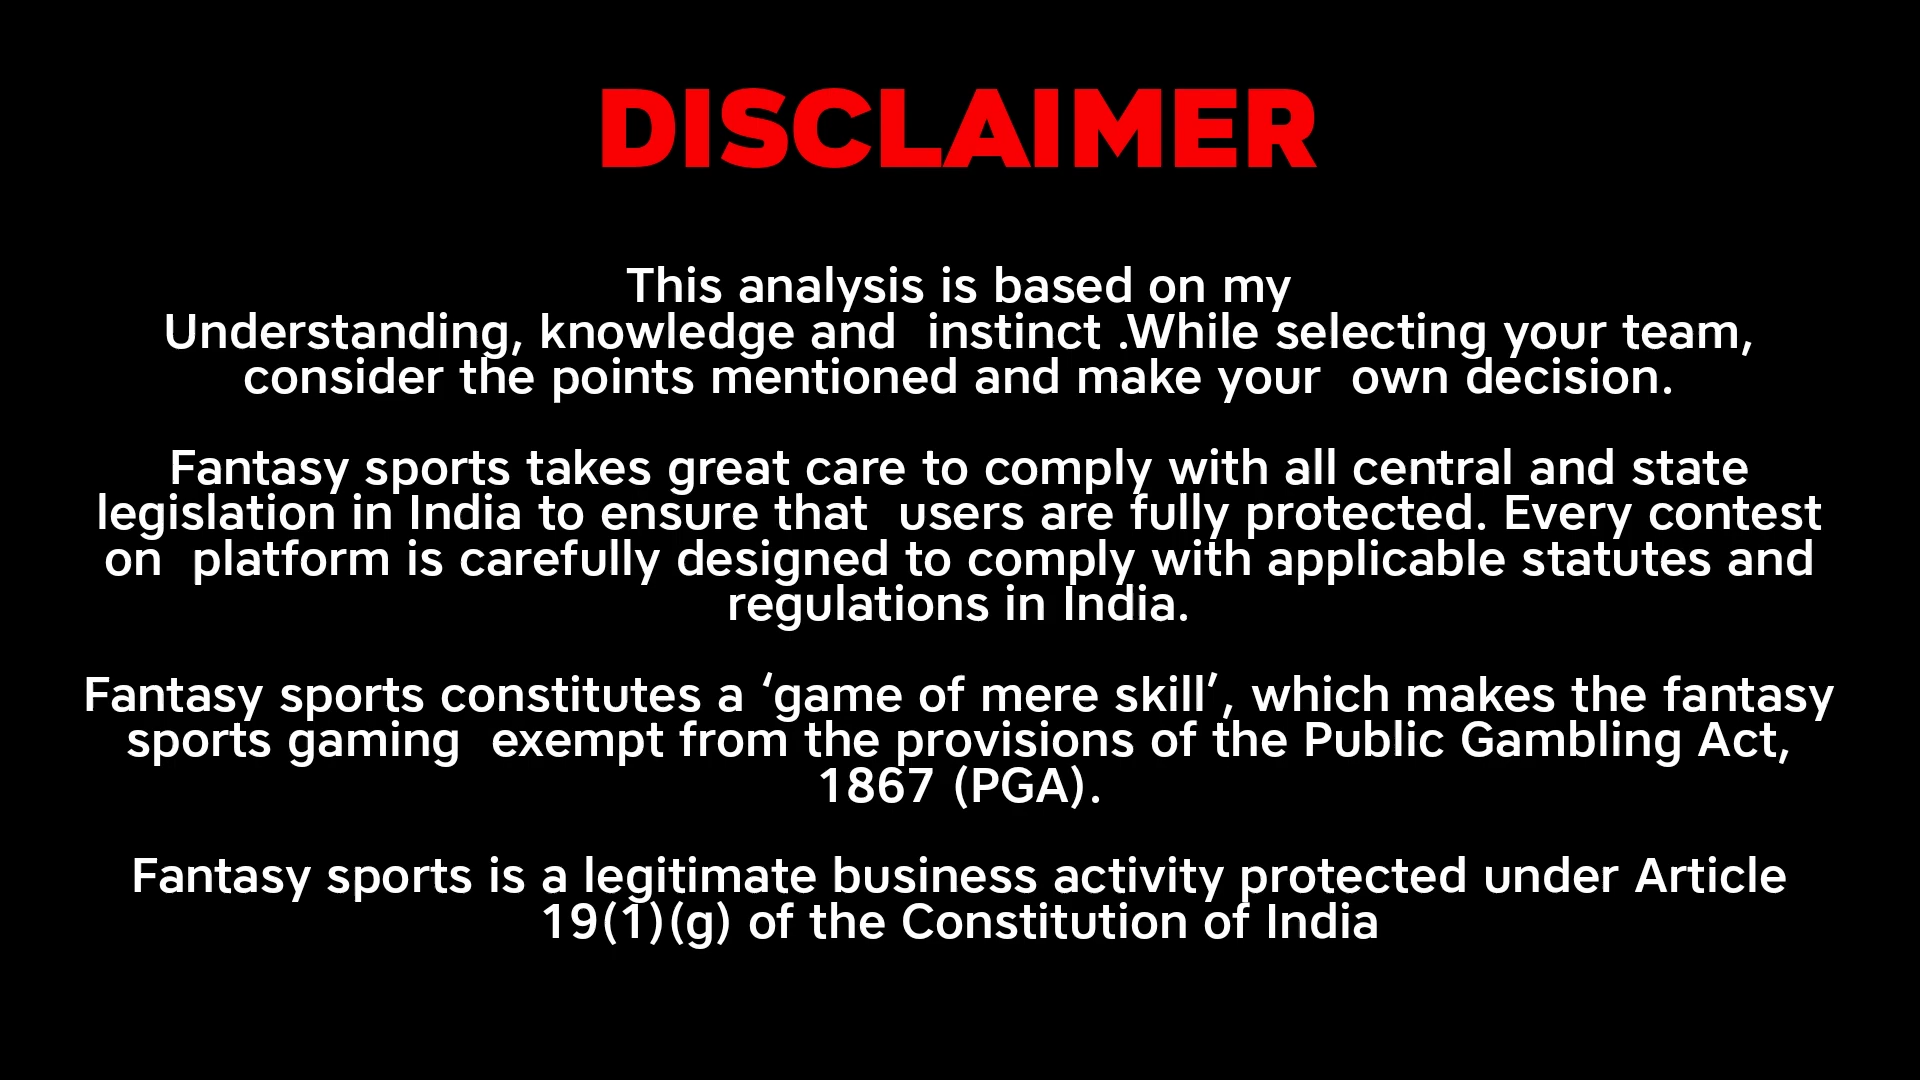 DISCLAIMER
This analysis is based on my
Understanding, knowledge and  instinct .While selecting your team,
consider the points mentioned and make your  own decision.
Fantasy sports takes great care to comply with all central and state
legislation in India to ensure that  users are fully protected. Every contest
on  platform is carefully designed to comply with applicable statutes and
regulations in India.
Fantasy sports constitutes a ‘game of mere skill’, which makes the fantasy
sports gaming  exempt from the provisions of the Public Gambling Act,
1867 (PGA).
Fantasy sports is a legitimate business activity protected under Article
19(1)(g) of the Constitution of India